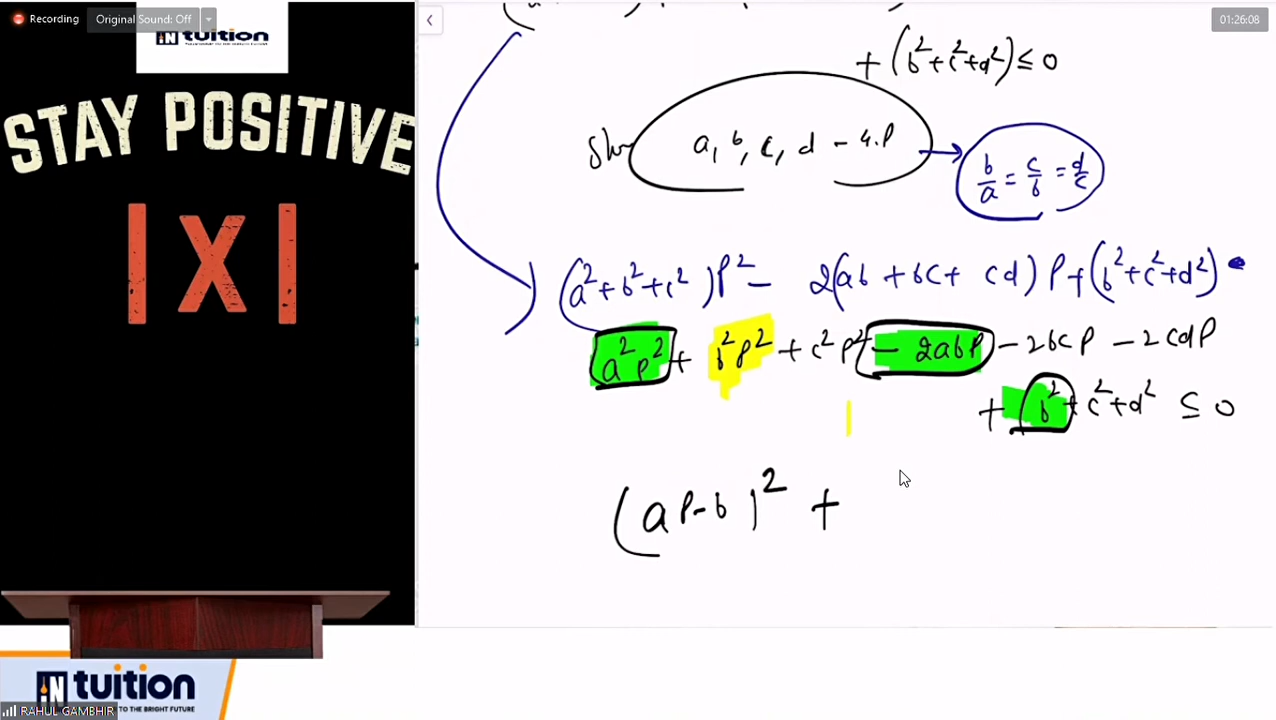 Recording
Original Sound: Off
01:26:08
iN tuition
STAY POSITIVE
|X|
+ (b²+c²+d²) ≤ 0
a, b, c, d – G.P
b/a = c/b = d/c
(a²+b²+c²)P² – 2(ab + bc + cd) P + (b²+c²+d²)
a²p² + b²p² + c²p² – 2abp – 2bcp – 2cdp
+ b² + c² + d² ≤ 0
(aP-b)² +
iN tuition
TO THE BRIGHT FUTURE
RAHUL GAMBHIR